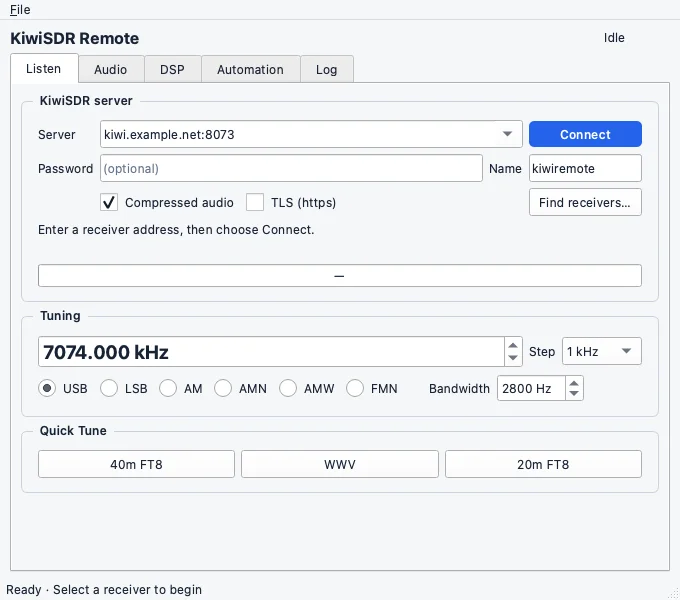 File
KiwiSDR Remote Idle
Listen Audio DSP Automation Log
KiwiSDR server
Server kiwi.example.net:8073 Connect
Password (optional) Name kiwiremote
Compressed audio TLS (https) Find receivers...
Enter a receiver address, then choose Connect.
—
Tuning
7074.000 kHz Step 1 kHz
USB LSB AM AMN AMW FMN Bandwidth 2800 Hz
Quick Tune
40m FT8 WWV 20m FT8
Ready · Select a receiver to begin